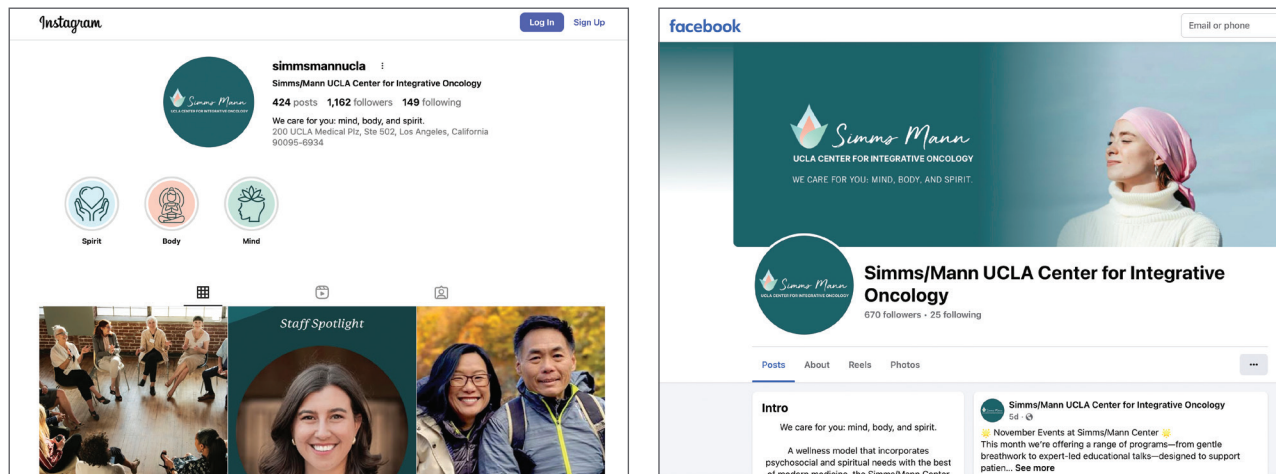 Instagram
Log In
Sign Up
simmsmannucla
Simms/Mann UCLA Center for Integrative Oncology
424 posts 1,162 followers 149 following
We care for you: mind, body, and spirit.
200 UCLA Medical Plz, Ste 502, Los Angeles, California
90095-6934
Simms Mann
UCLA CENTER FOR INTEGRATIVE ONCOLOGY
Spirit
Body
Mind
Staff Spotlight
facebook
Email or phone
Simms Mann
UCLA CENTER FOR INTEGRATIVE ONCOLOGY
WE CARE FOR YOU: MIND, BODY, AND SPIRIT.
Simms Mann
UCLA CENTER FOR INTEGRATIVE ONCOLOGY
Simms/Mann UCLA Center for Integrative
Oncology
670 followers • 25 following
Posts
About
Reels
Photos
Intro
We care for you: mind, body, and spirit.
A wellness model that incorporates
psychosocial and spiritual needs with the best
of modern medicine, the Simms/Mann Center
Simms/Mann UCLA Center for Integrative Oncology
5d
November Events at Simms/Mann Center
This month we're offering a range of programs—from gentle
breathwork to expert-led educational talks—designed to support
patien... See more